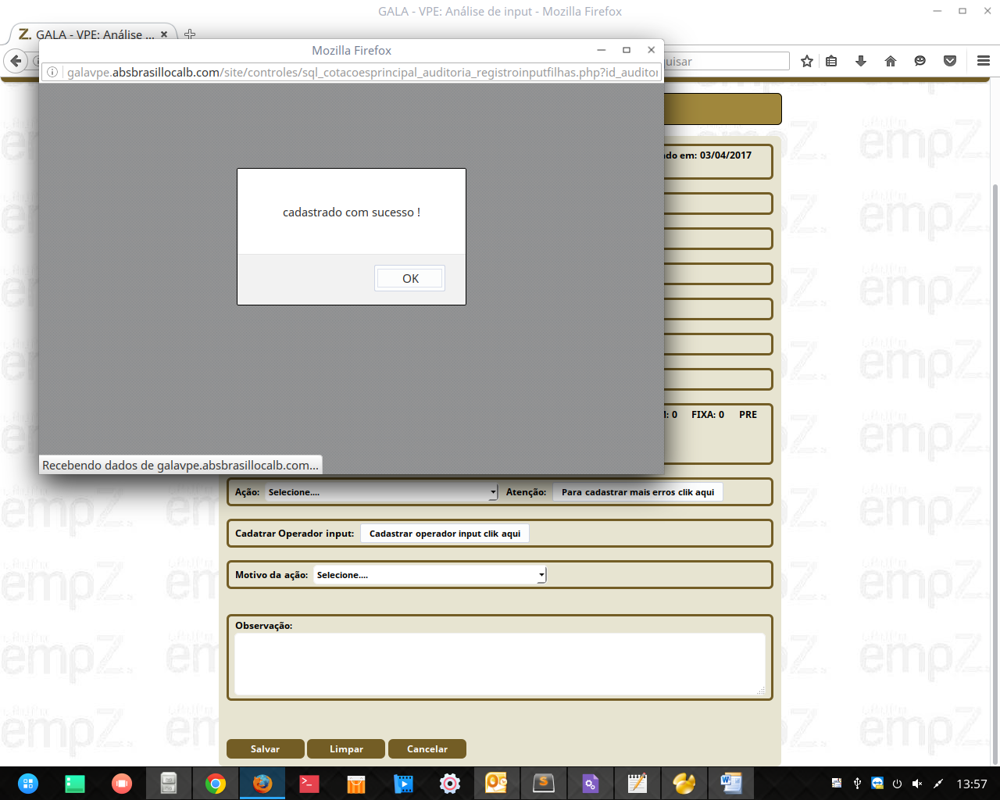 GALA - VPE: Análise de input - Mozilla Firefox
Z. GALA - VPE: Análise ...
Mozilla Firefox
galavpe.absbrasillocalb.com/site/controles/sql_cotacoesprincipal_auditoria_registroinputfilhas.php?id_auditor
uisar
do em: 03/04/2017
cadastrado com sucesso !
OK
: 0 FIXA: 0 PRE
Recebendo dados de galavpe.absbrasillocalb.com...
Ação: Selecione.... Atenção: Para cadastrar mais erros clik aqui
Cadatrar Operador input: Cadastrar operador input clik aqui
Motivo da ação: Selecione....
Observação:
Salvar Limpar Cancelar
empZ.
13:57